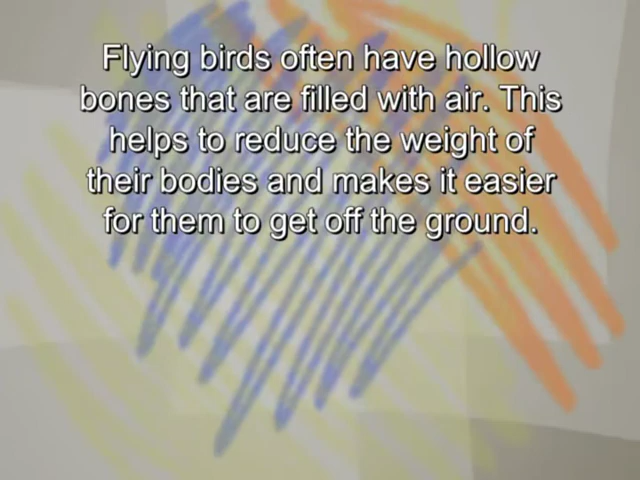 Flying birds often have hollow
bones that are filled with air. This
helps to reduce the weight of
their bodies and makes it easier
for them to get off the ground.